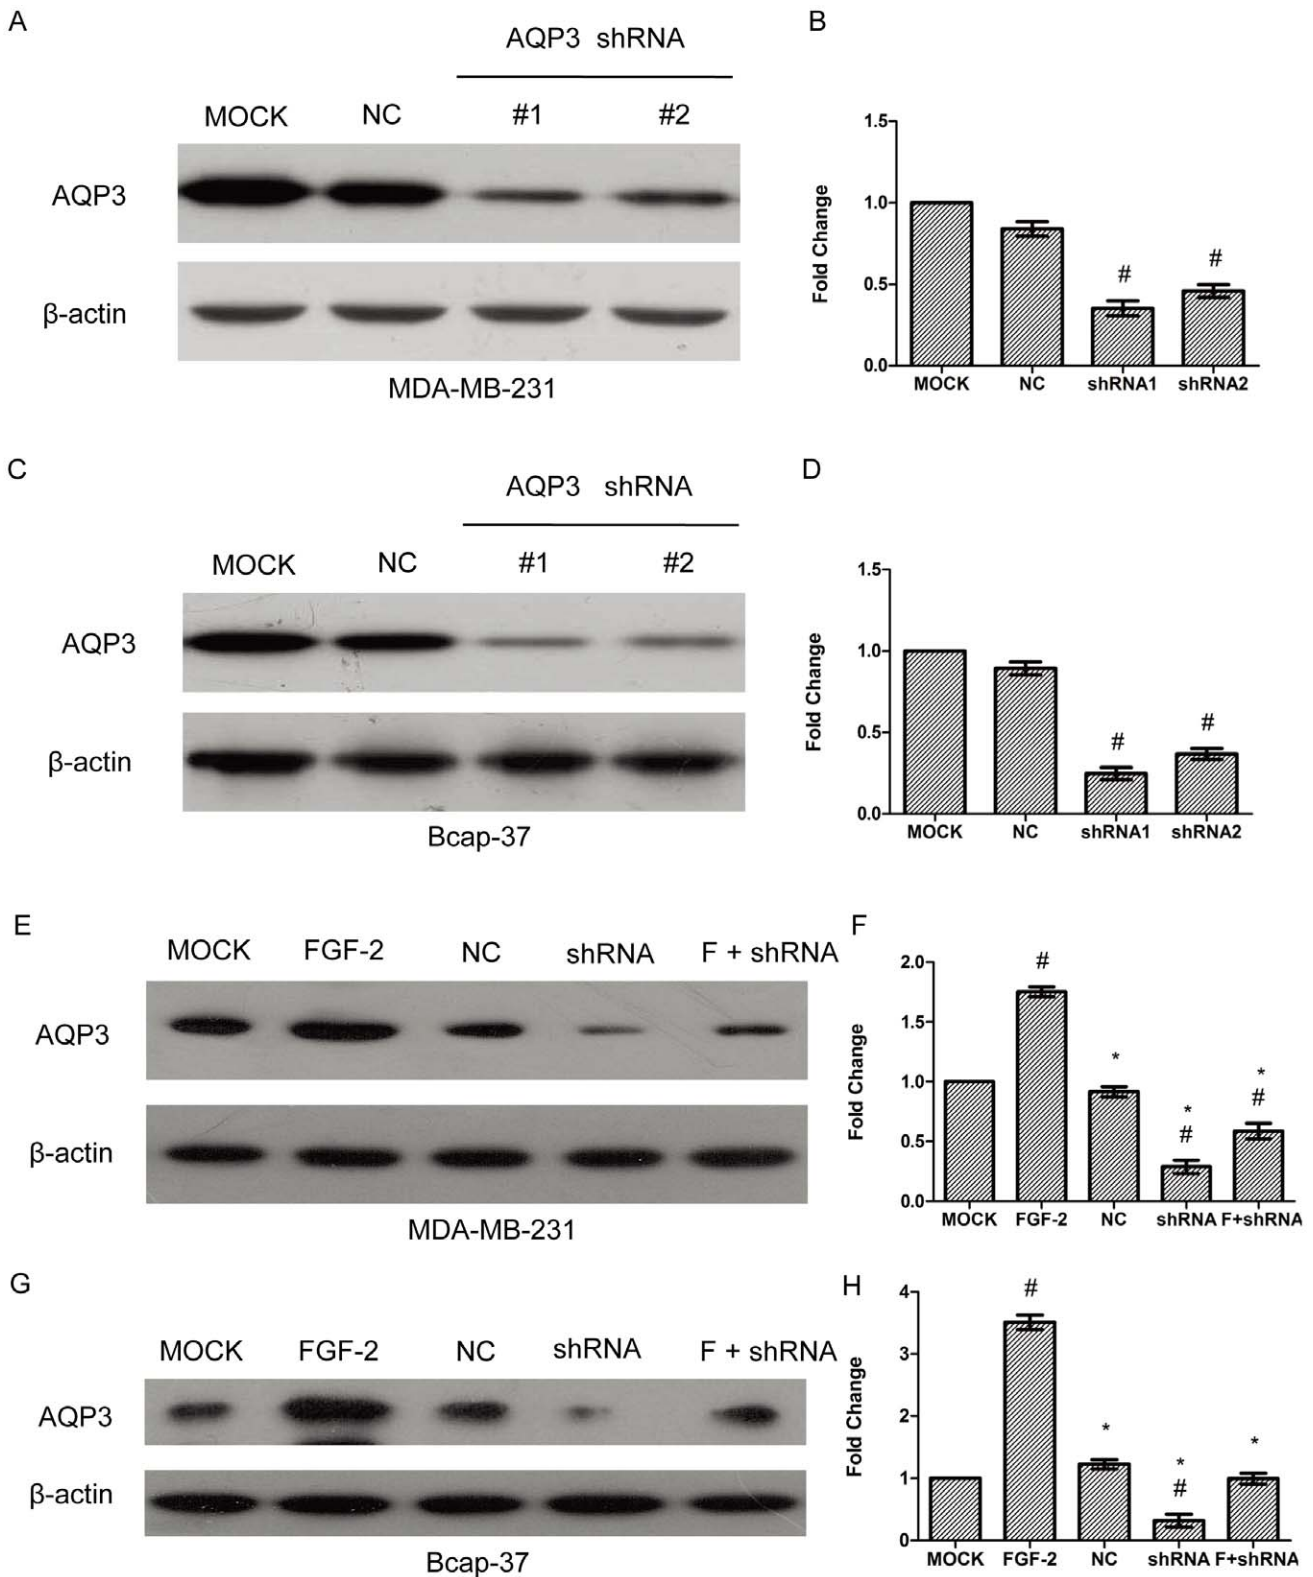 A
AQP3 shRNA
MOCK NC #1 #2
AQP3
β-actin
MDA-MB-231
B
Fold Change
1.5
1.0
0.5
0.0
#
#
MOCK NC shRNA1 shRNA2
C
AQP3 shRNA
MOCK NC #1 #2
AQP3
β-actin
Bcap-37
D
Fold Change
1.5
1.0
0.5
0.0
#
#
MOCK NC shRNA1 shRNA2
E
MOCK FGF-2 NC shRNA F + shRNA
AQP3
β-actin
MDA-MB-231
F
Fold Change
2.0
1.5
1.0
0.5
0.0
#
*
*
#
*
#
MOCK FGF-2 NC shRNA F+shRNA
G
MOCK FGF-2 NC shRNA F + shRNA
AQP3
β-actin
Bcap-37
H
Fold Change
4
3
2
1
0
#
*
*
#
*
MOCK FGF-2 NC shRNA F+shRNA